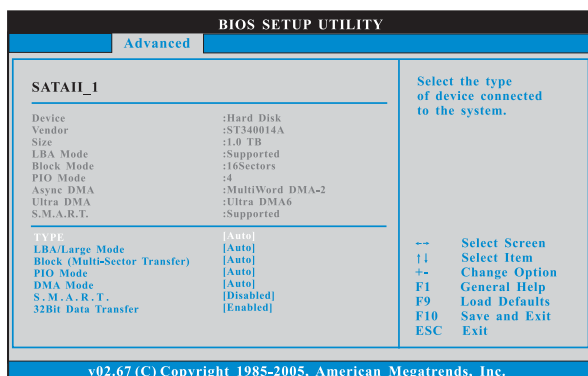 BIOS SETUP UTILITY
Advanced
SATAII_1
Device :Hard Disk
Vendor :ST340014A
Size :1.0 TB
LBA Mode :Supported
Block Mode :16Sectors
PIO Mode :4
Async DMA :MultiWord DMA-2
Ultra DMA :Ultra DMA6
S.M.A.R.T. :Supported
TYPE [Auto]
LBA/Large Mode [Auto]
Block (Multi-Sector Transfer) [Auto]
PIO Mode [Auto]
DMA Mode [Auto]
S.M.A.R.T. [Disabled]
32Bit Data Transfer [Enabled]
Select the type
of device connected
to the system.
↔ Select Screen
↑↓ Select Item
+- Change Option
F1 General Help
F9 Load Defaults
F10 Save and Exit
ESC Exit
v02.67 (C) Copyright 1985-2005, American Megatrends, Inc.